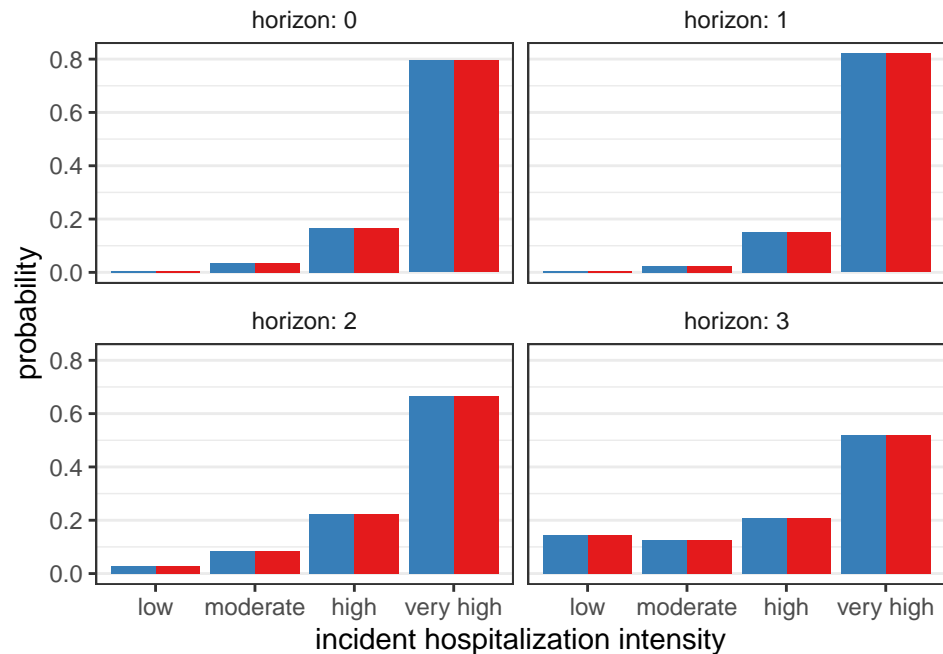 horizon: 0
horizon: 1
0.8
0.6
0.4
0.2
0.0
horizon: 2
horizon: 3
0.8
0.6
0.4
0.2
0.0
probability
low moderate high very high
low moderate high very high
incident hospitalization intensity